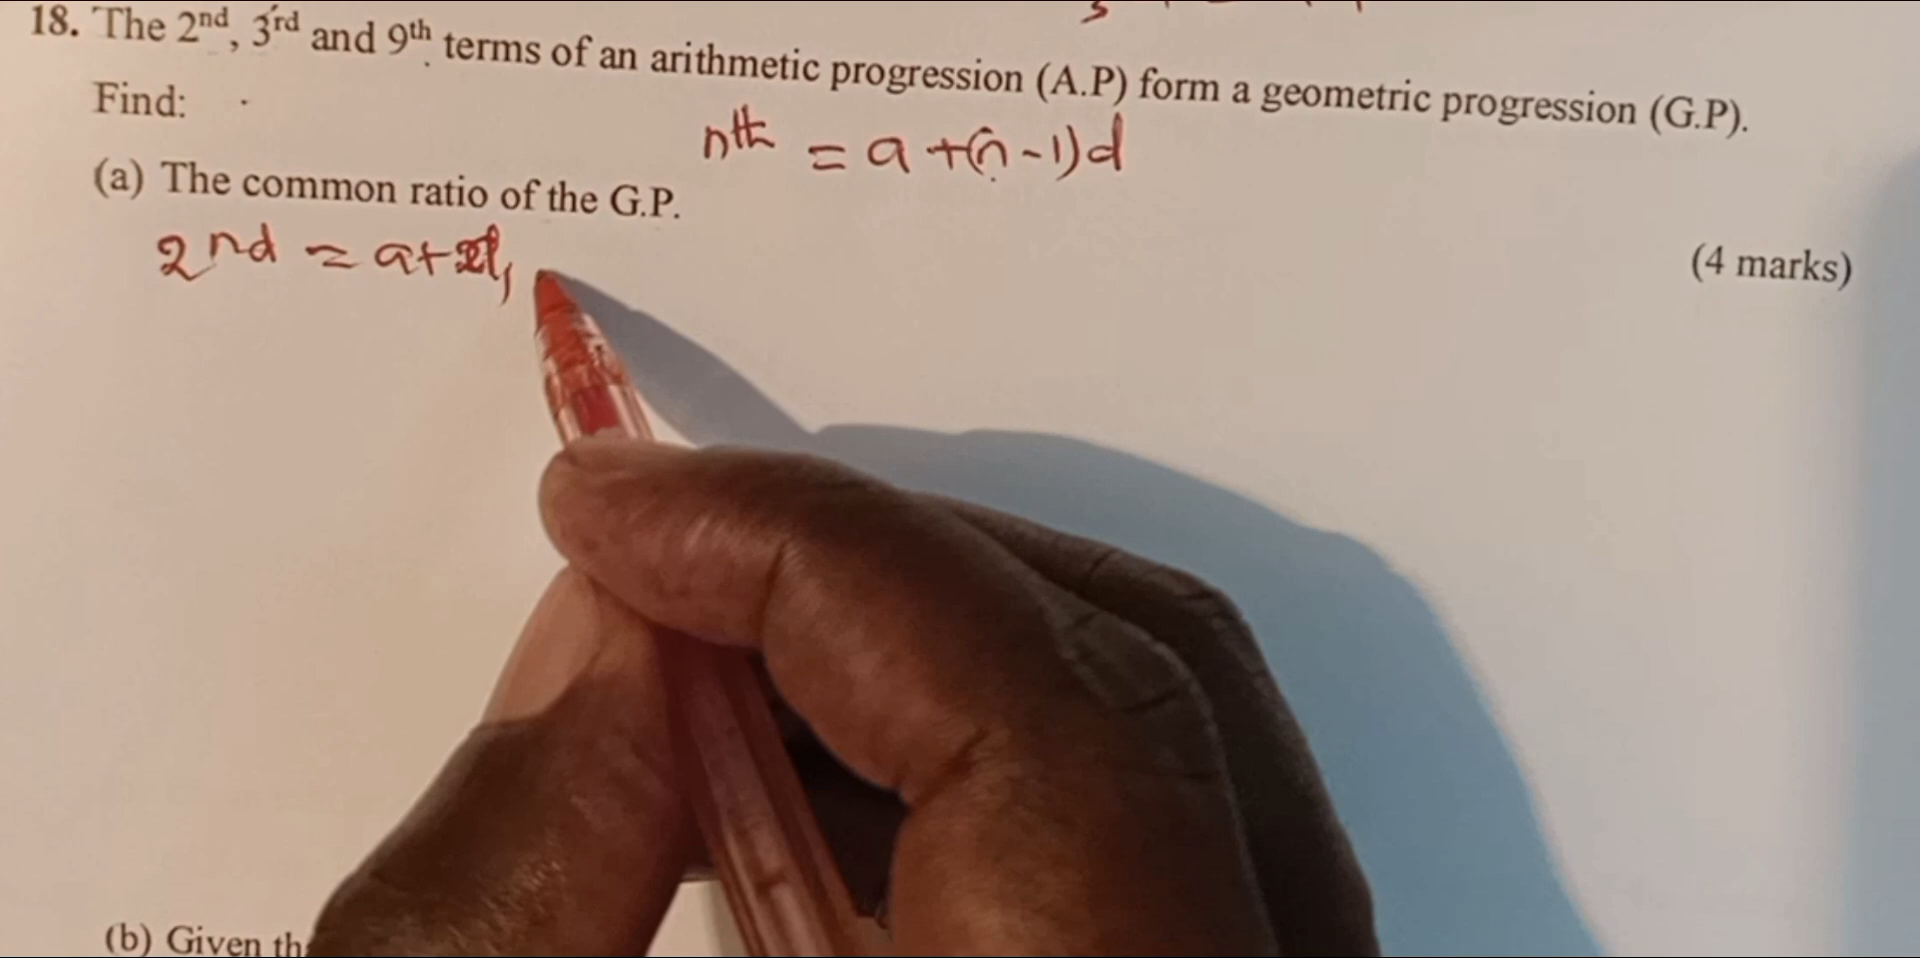 18. The 2nd, 3rd and 9th terms of an arithmetic progression (A.P) form a geometric progression (G.P).
Find:
nth = a +(n-1)d
(a) The common ratio of the G.P.
2nd = a+
(4 marks)
(b) Given